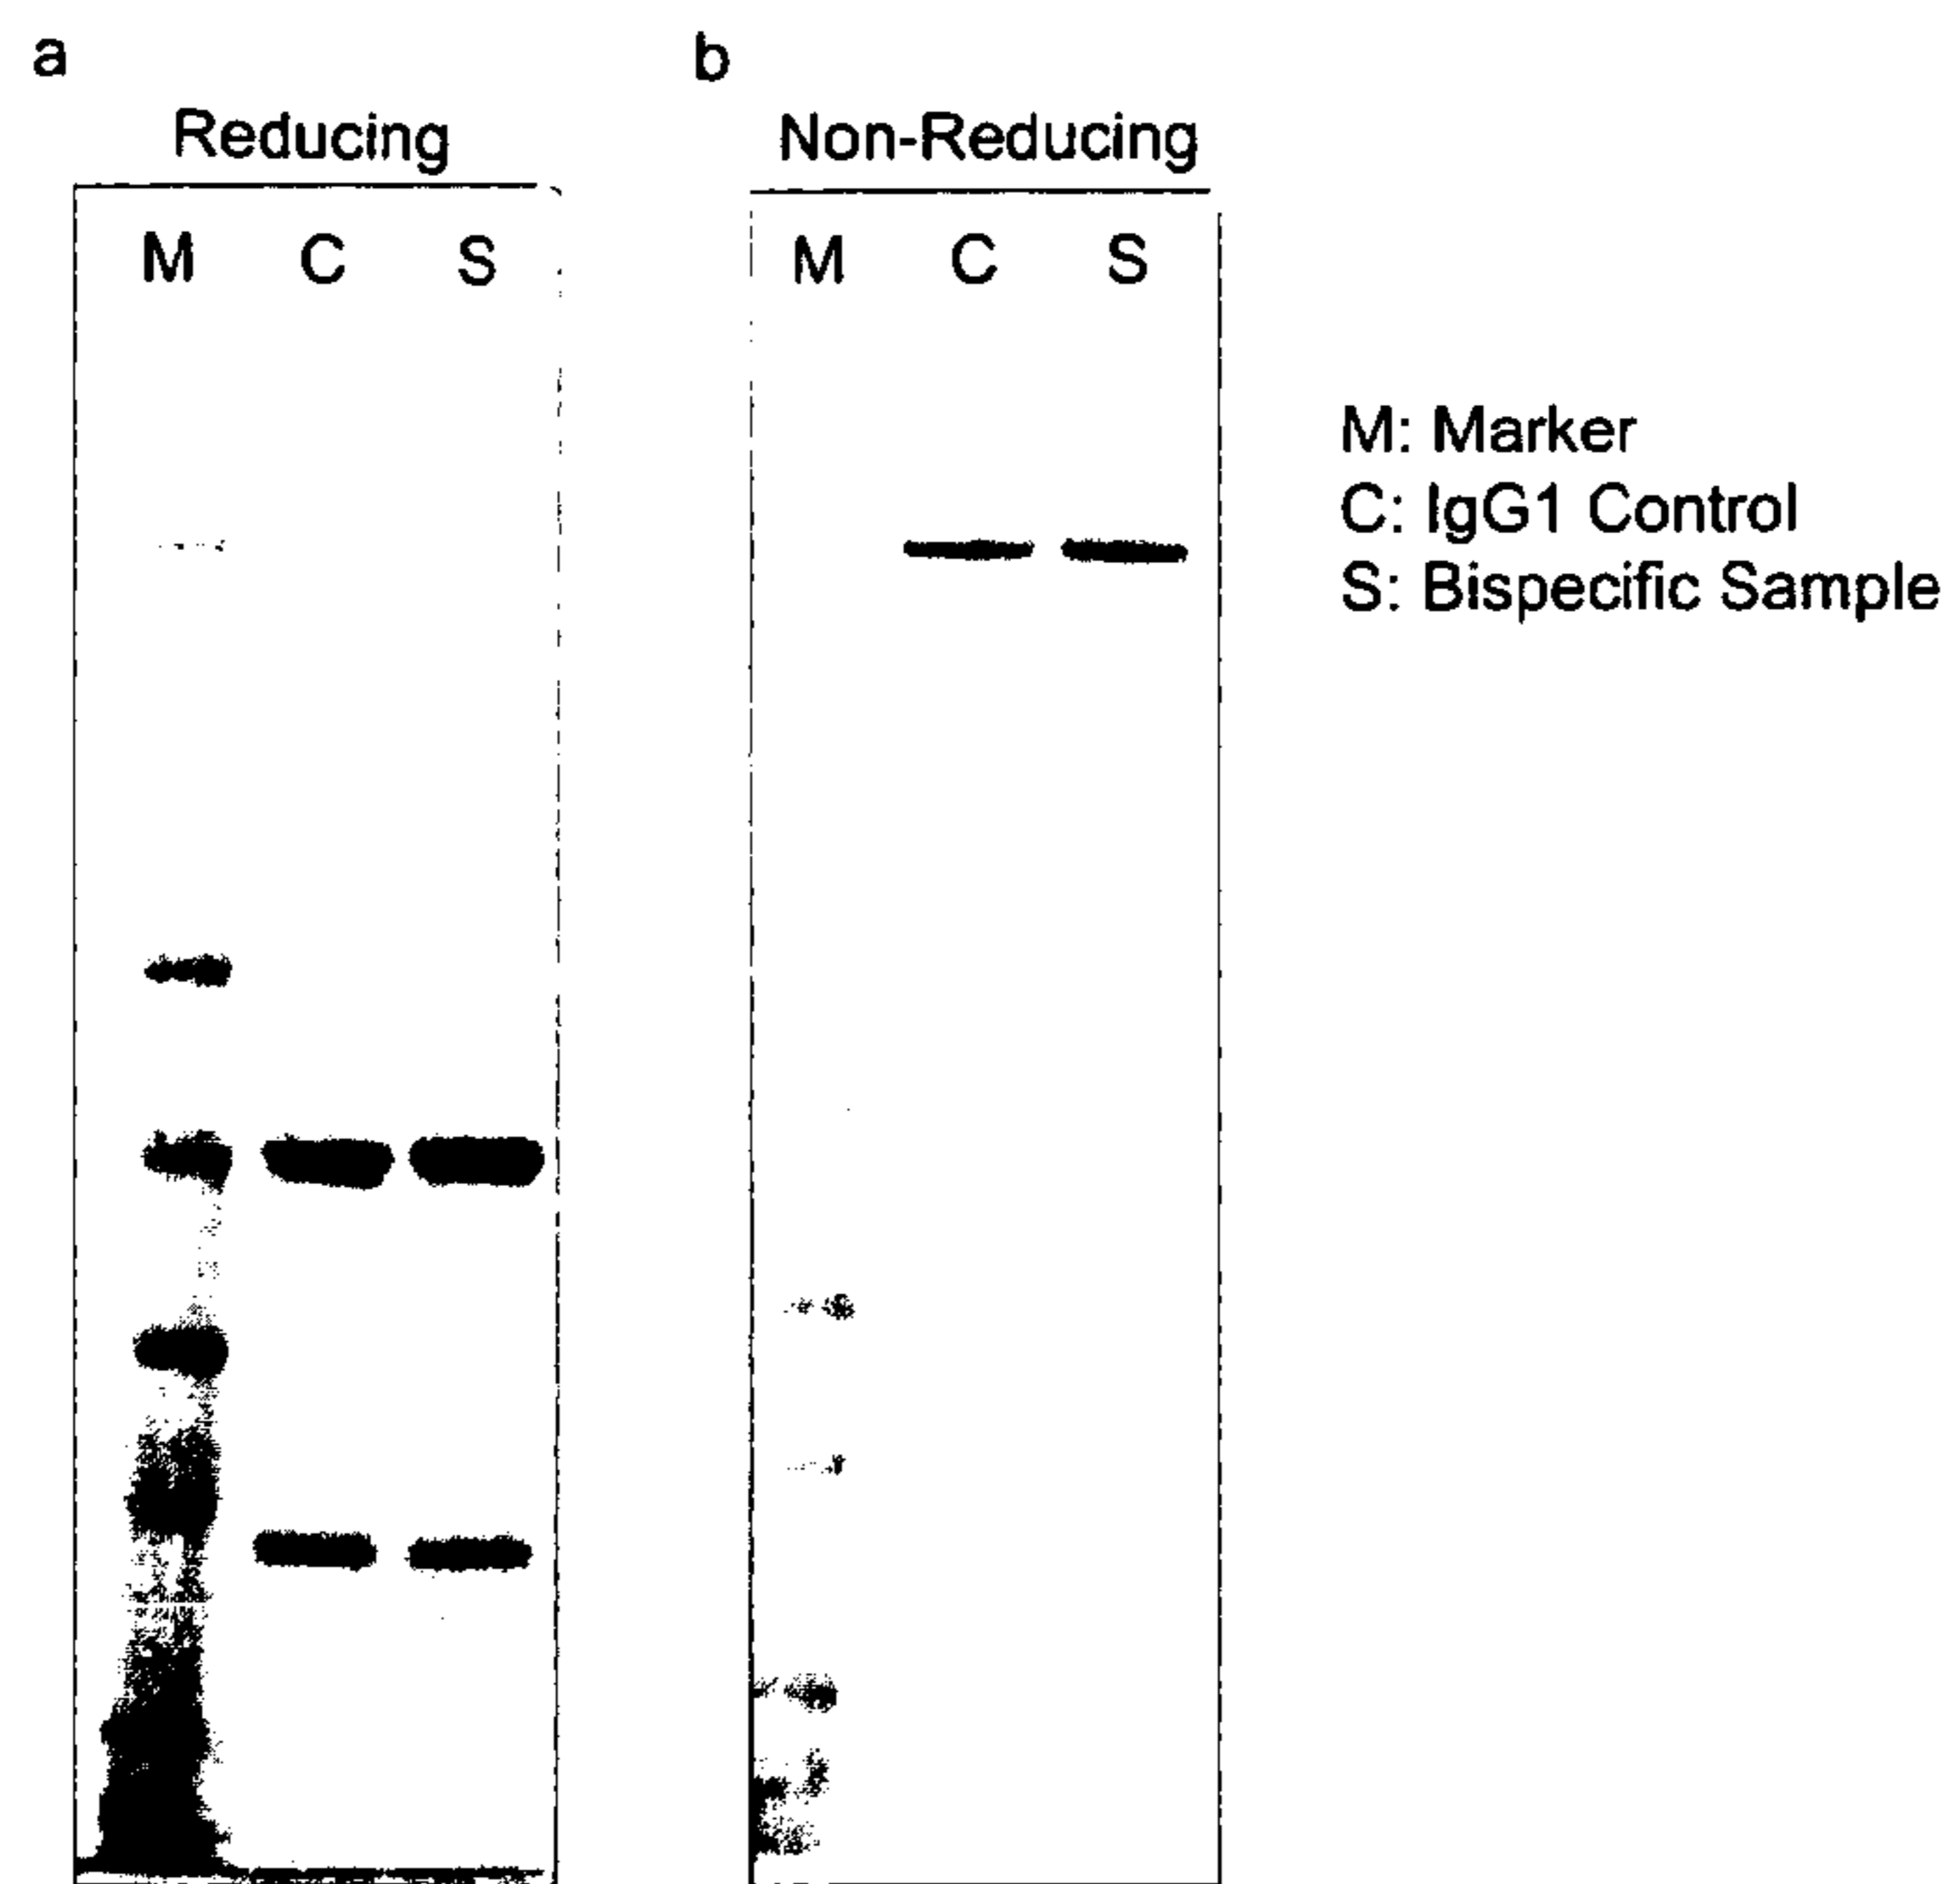 a
b
Reducing
Non-Reducing
M C S
M C S
M: Marker
C: IgG1 Control
S: Bispecific Sample